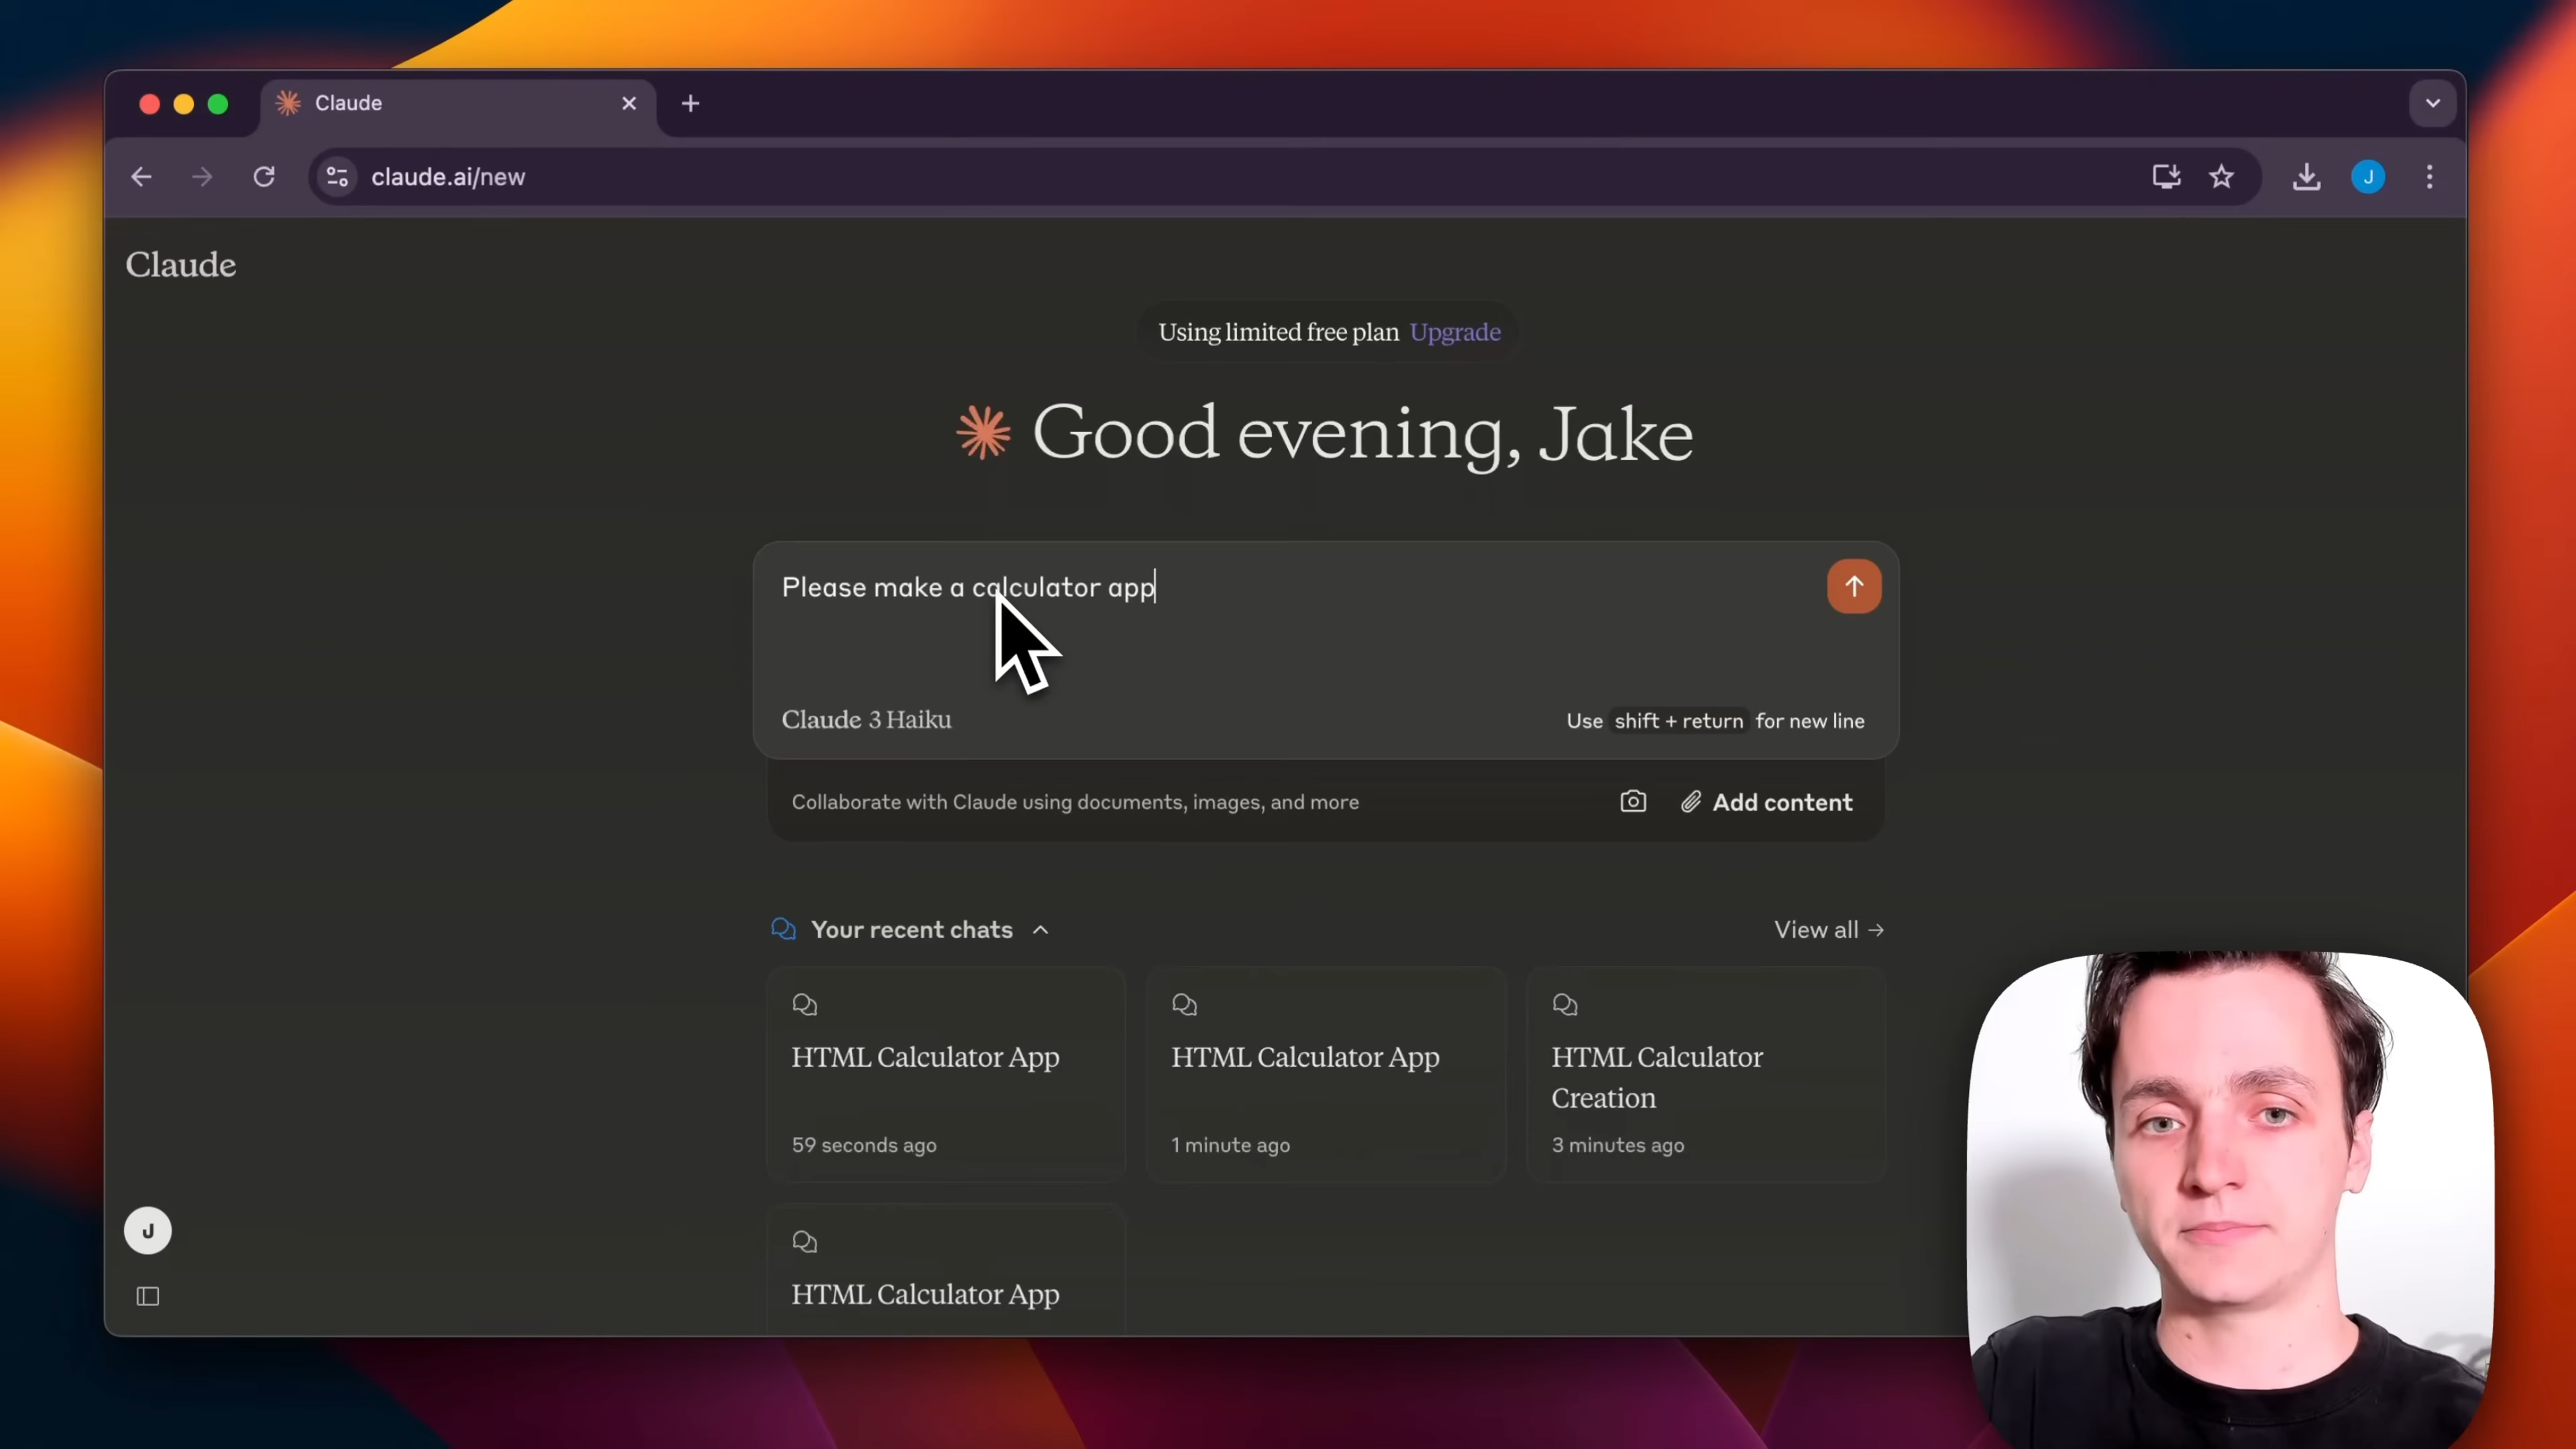 Claude
claude.ai/new
J
Claude
Using limited free plan Upgrade
Good evening, Jake
Please make a calculator app
Claude 3 Haiku
Use shift + return for new line
Collaborate with Claude using documents, images, and more
Add content
Your recent chats
View all →
HTML Calculator App
59 seconds ago
HTML Calculator App
1 minute ago
HTML Calculator
Creation
3 minutes ago
J
HTML Calculator App